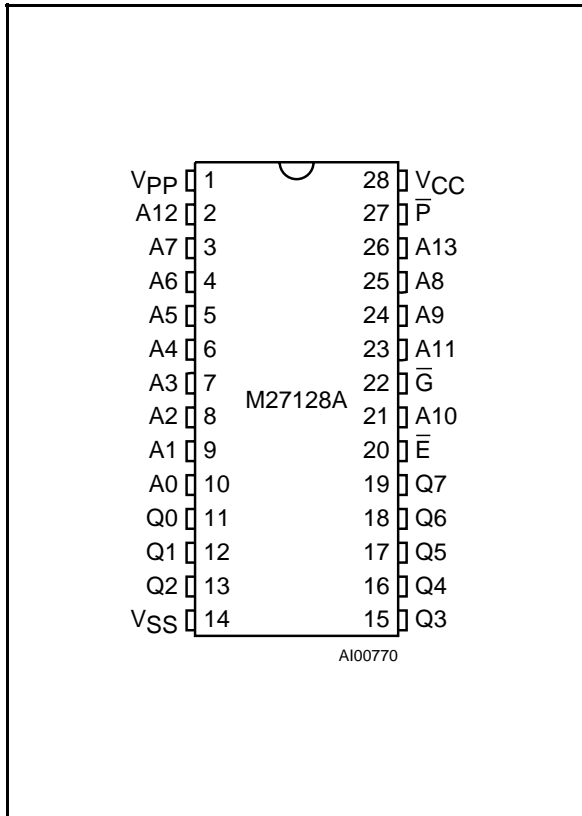 VPP 1 28 VCC
A12 2 27 P̅
A7 3 26 A13
A6 4 25 A8
A5 5 24 A9
A4 6 23 A11
A3 7 22 G̅
M27128A
A2 8 21 A10
A1 9 20 E̅
A0 10 19 Q7
Q0 11 18 Q6
Q1 12 17 Q5
Q2 13 16 Q4
VSS 14 15 Q3
AI00770